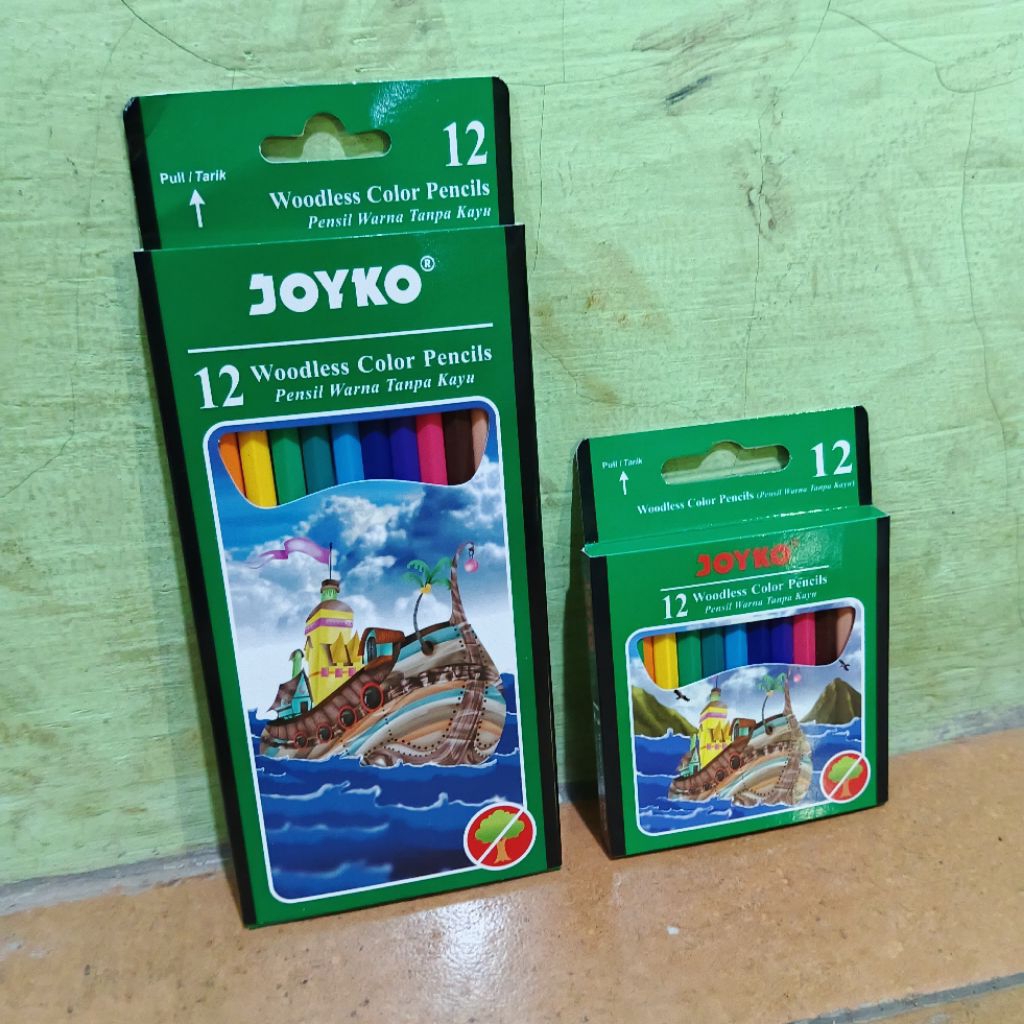 12
Pull / Tarik
Woodless Color Pencils
Pensil Warna Tanpa Kayu
JOYKO®
12 Woodless Color Pencils
Pensil Warna Tanpa Kayu
12
Pull / Tarik
Woodless Color Pencils (Pensil Warna Tanpa Kayu)
JOYKO
12 Woodless Color Pencils
Pensil Warna Tanpa Kayu